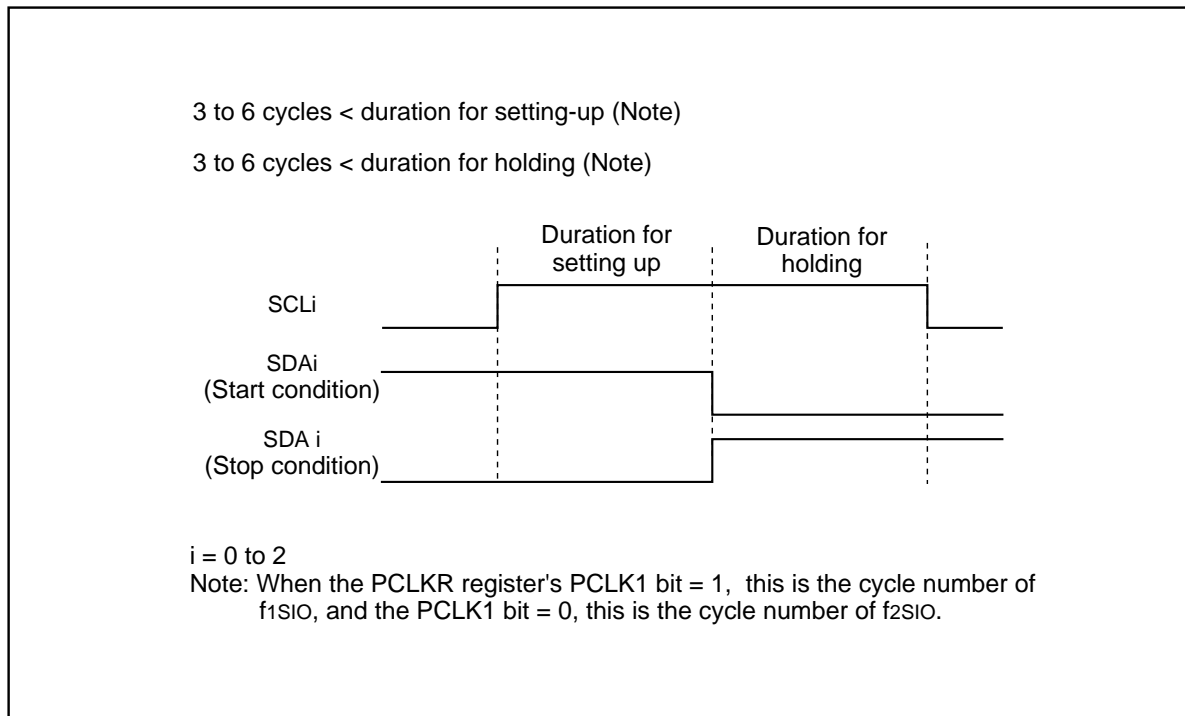 3 to 6 cycles < duration for setting-up (Note)
3 to 6 cycles < duration for holding (Note)
Duration for
setting up
Duration for
holding
SCLi
SDAi
(Start condition)
SDA i
(Stop condition)
i = 0 to 2
Note: When the PCLKR register's PCLK1 bit = 1, this is the cycle number of
f1SIO, and the PCLK1 bit = 0, this is the cycle number of f2SIO.